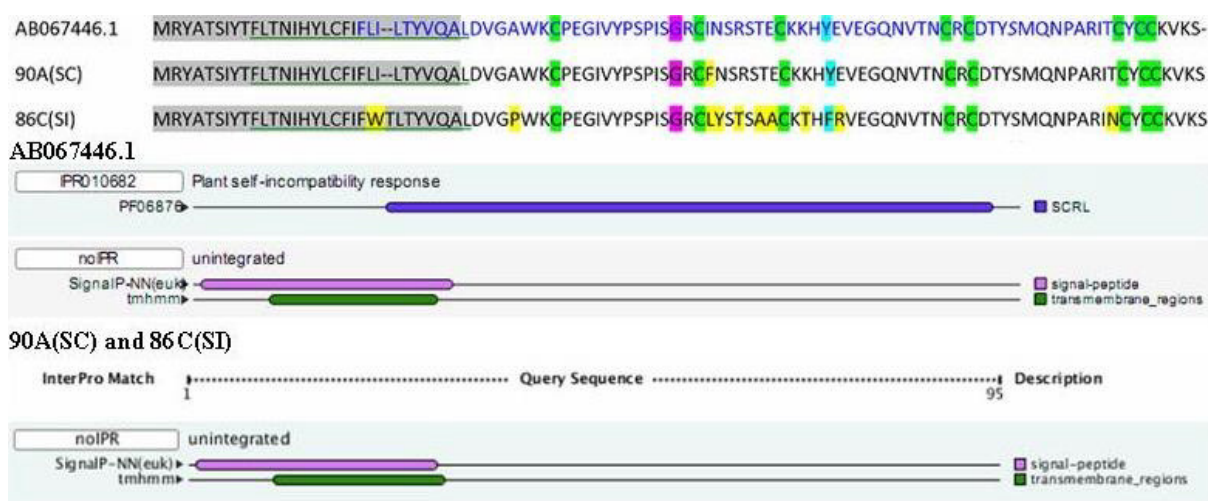 AB067446.1 MRYATSIYTFLTNIHYLCFIFLI--LTYVQALDVGAWKCPEGIVYPSPISGRCINSRSTECKKHYEVEGQNVTNCRCDTYSMQNPARITCYCCKVKS-
90A(SC) MRYATSIYTFLTNIHYLCFIFLI--LTYVQALDVGAWKCPEGIVYPSPISGRCFNSRSTECKKHYEVEGQNVTNCRCDTYSMQNPARITCYCCKVKS
86C(SI) MRYATSIYTFLTNIHYLCFIFWTLTLYVQALDVGPWKCPEGIVYPSPISGRCLYSTSAACKTHFRVEGQNVTNCRCDTYSMQNPARINCYCCKVKS
AB067446.1
IPR010682 Plant self-incompatibility response
PF06876 SCRL
noIPR unintegrated
SignalP-NN(euk) signal-peptide
tmhmm transmembrane_regions
90A(SC) and 86C(SI)
InterPro Match Query Sequence Description
1 95
noIPR unintegrated
SignalP-NN(euk) signal-peptide
tmhmm transmembrane_regions